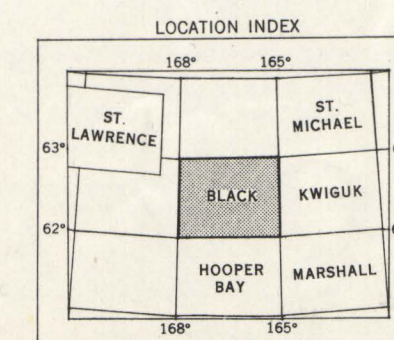 LOCATION INDEX
168° 165°
ST.
MICHAEL
ST.
LAWRENCE
63°
BLACK
KWIGUK
62°
HOOPER
BAY
MARSHALL
168° 165°